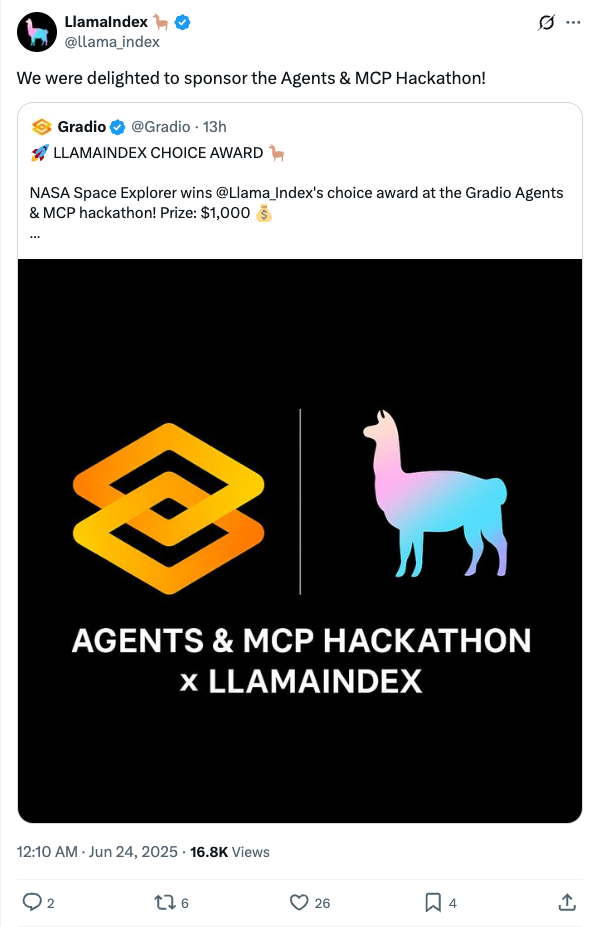 LlamaIndex 🦙
@llama_index
We were delighted to sponsor the Agents & MCP Hackathon!
Gradio @Gradio · 13h
🚀 LLAMAINDEX CHOICE AWARD 🦙
NASA Space Explorer wins @Llama_Index's choice award at the Gradio Agents
& MCP hackathon! Prize: $1,000 💰
...
AGENTS & MCP HACKATHON
x LLAMAINDEX
12:10 AM · Jun 24, 2025 · 16.8K Views
2 6 26 4